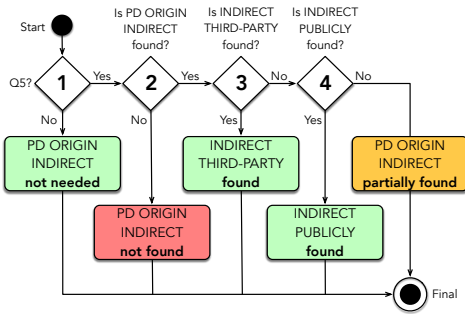 Start
Is PD ORIGIN
INDIRECT
found?
Is INDIRECT
THIRD-PARTY
found?
Is INDIRECT
PUBLICLY
found?
Q5?
1
Yes
2
Yes
3
No
4
No
No
No
Yes
Yes
PD ORIGIN
INDIRECT
not needed
INDIRECT
THIRD-PARTY
found
PD ORIGIN
INDIRECT
partially found
PD ORIGIN
INDIRECT
not found
INDIRECT
PUBLICLY
found
Final